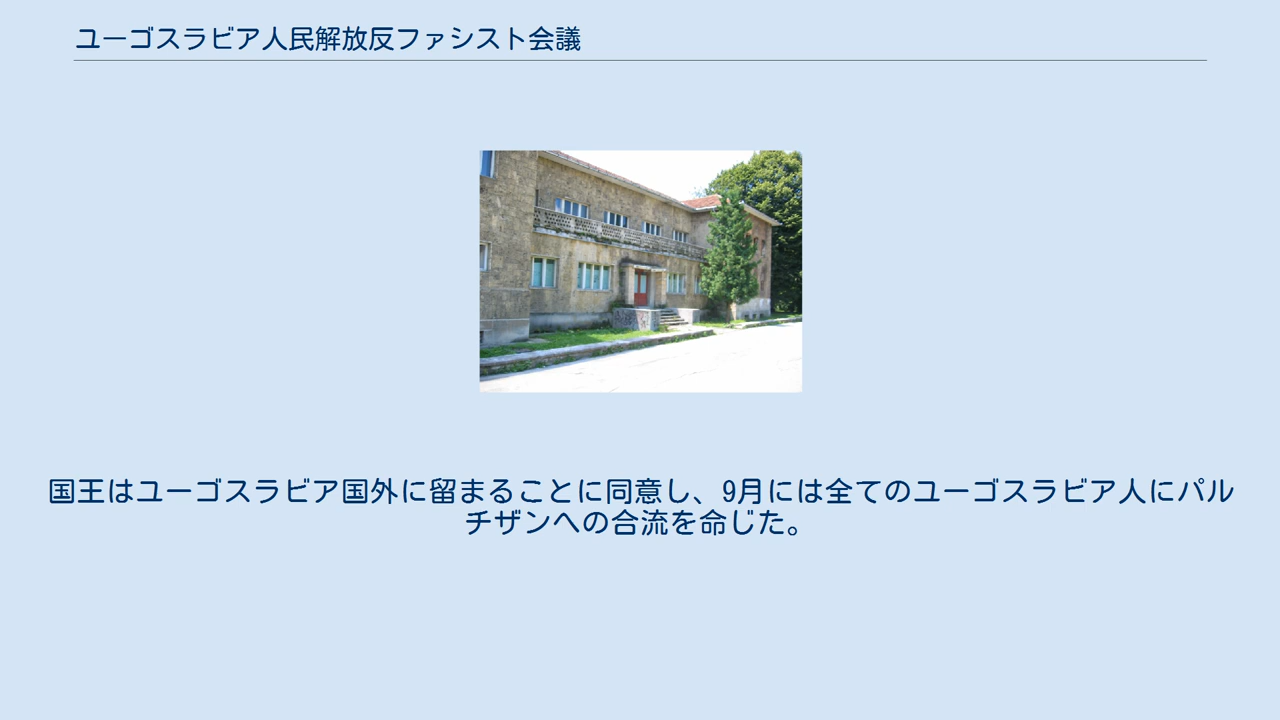 ユーゴスラビア人民解放反ファシスト会議
国王はユーゴスラビア国外に留まることに同意し、9月には全てのユーゴスラビア人にパル
チザンへの合流を命じた。